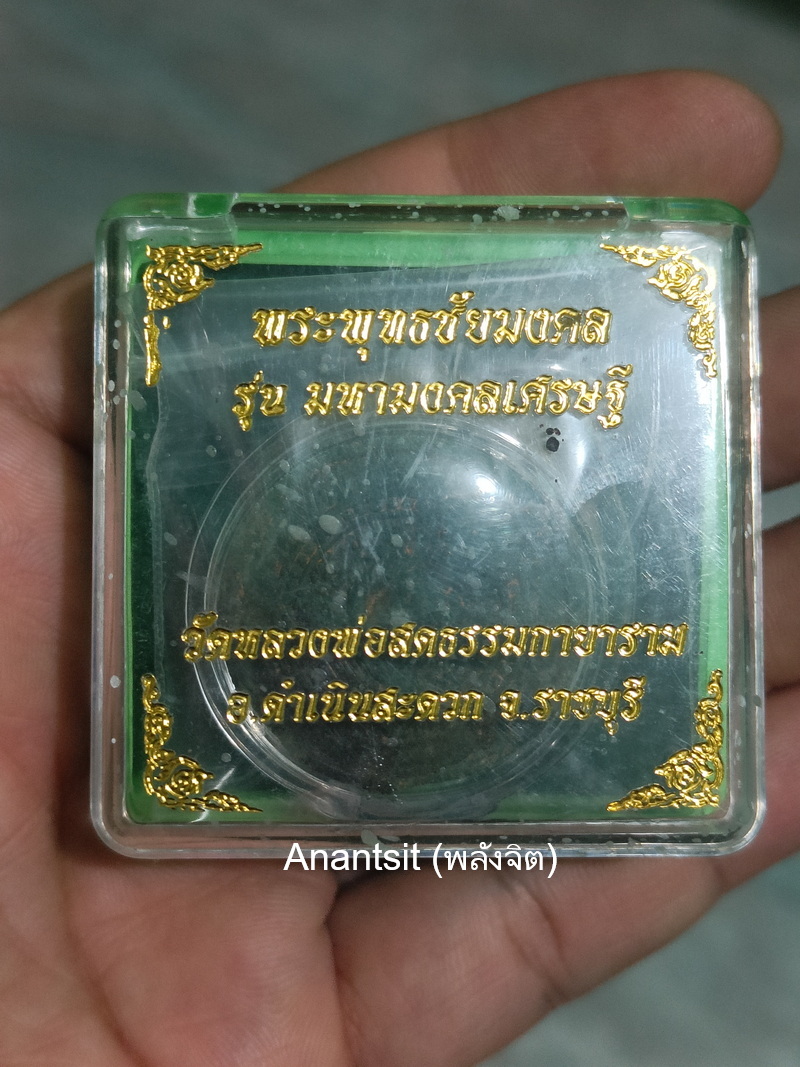 พระพุทธชัยมงคล
รุ่น มหามงคลเศรษฐี
วัดหลวงพ่อสดธรรมกายาราม
อ.ดำเนินสะดวก จ.ราชบุรี
Anantsit (พลังจิต)